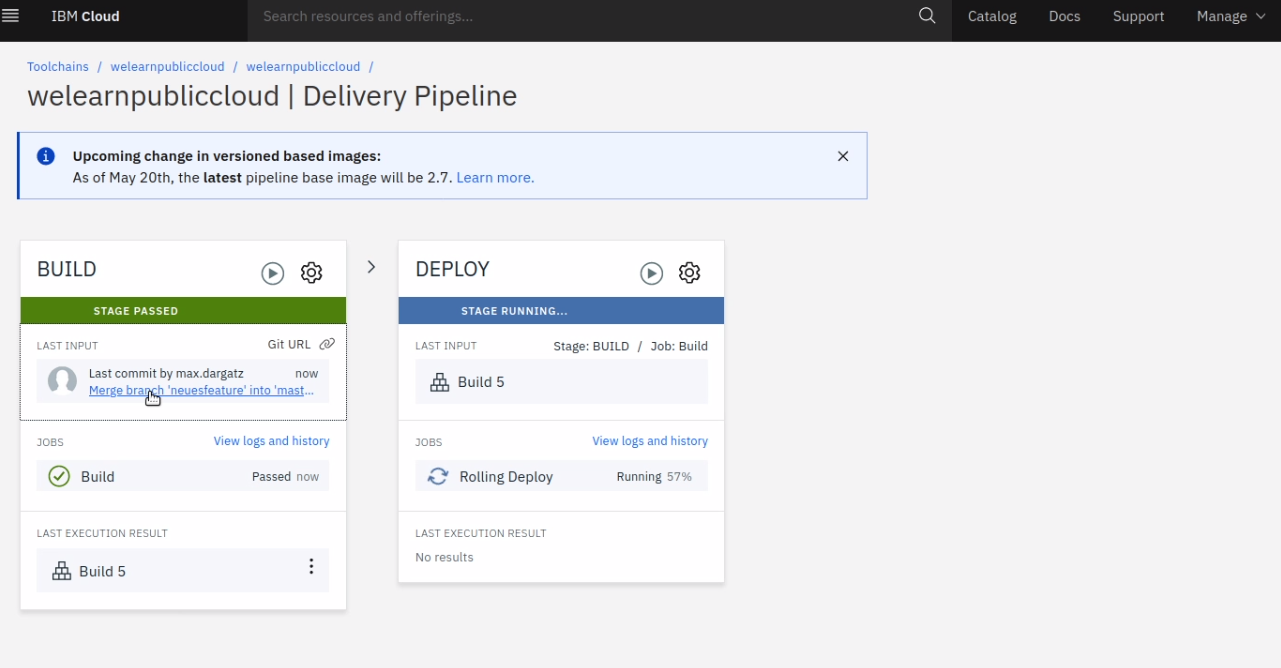 IBM Cloud Search resources and offerings... Catalog Docs Support Manage
Toolchains / welearnpubliccloud / welearnpubliccloud /
welearnpubliccloud | Delivery Pipeline
Upcoming change in versioned based images:
As of May 20th, the latest pipeline base image will be 2.7. Learn more.
BUILD
STAGE PASSED
LAST INPUT Git URL
Last commit by max.dargatz now
Merge branch 'neuesfeature' into 'mast...
JOBS View logs and history
Build Passed now
LAST EXECUTION RESULT
Build 5
DEPLOY
STAGE RUNNING...
LAST INPUT Stage: BUILD / Job: Build
Build 5
JOBS View logs and history
Rolling Deploy Running 57%
LAST EXECUTION RESULT
No results